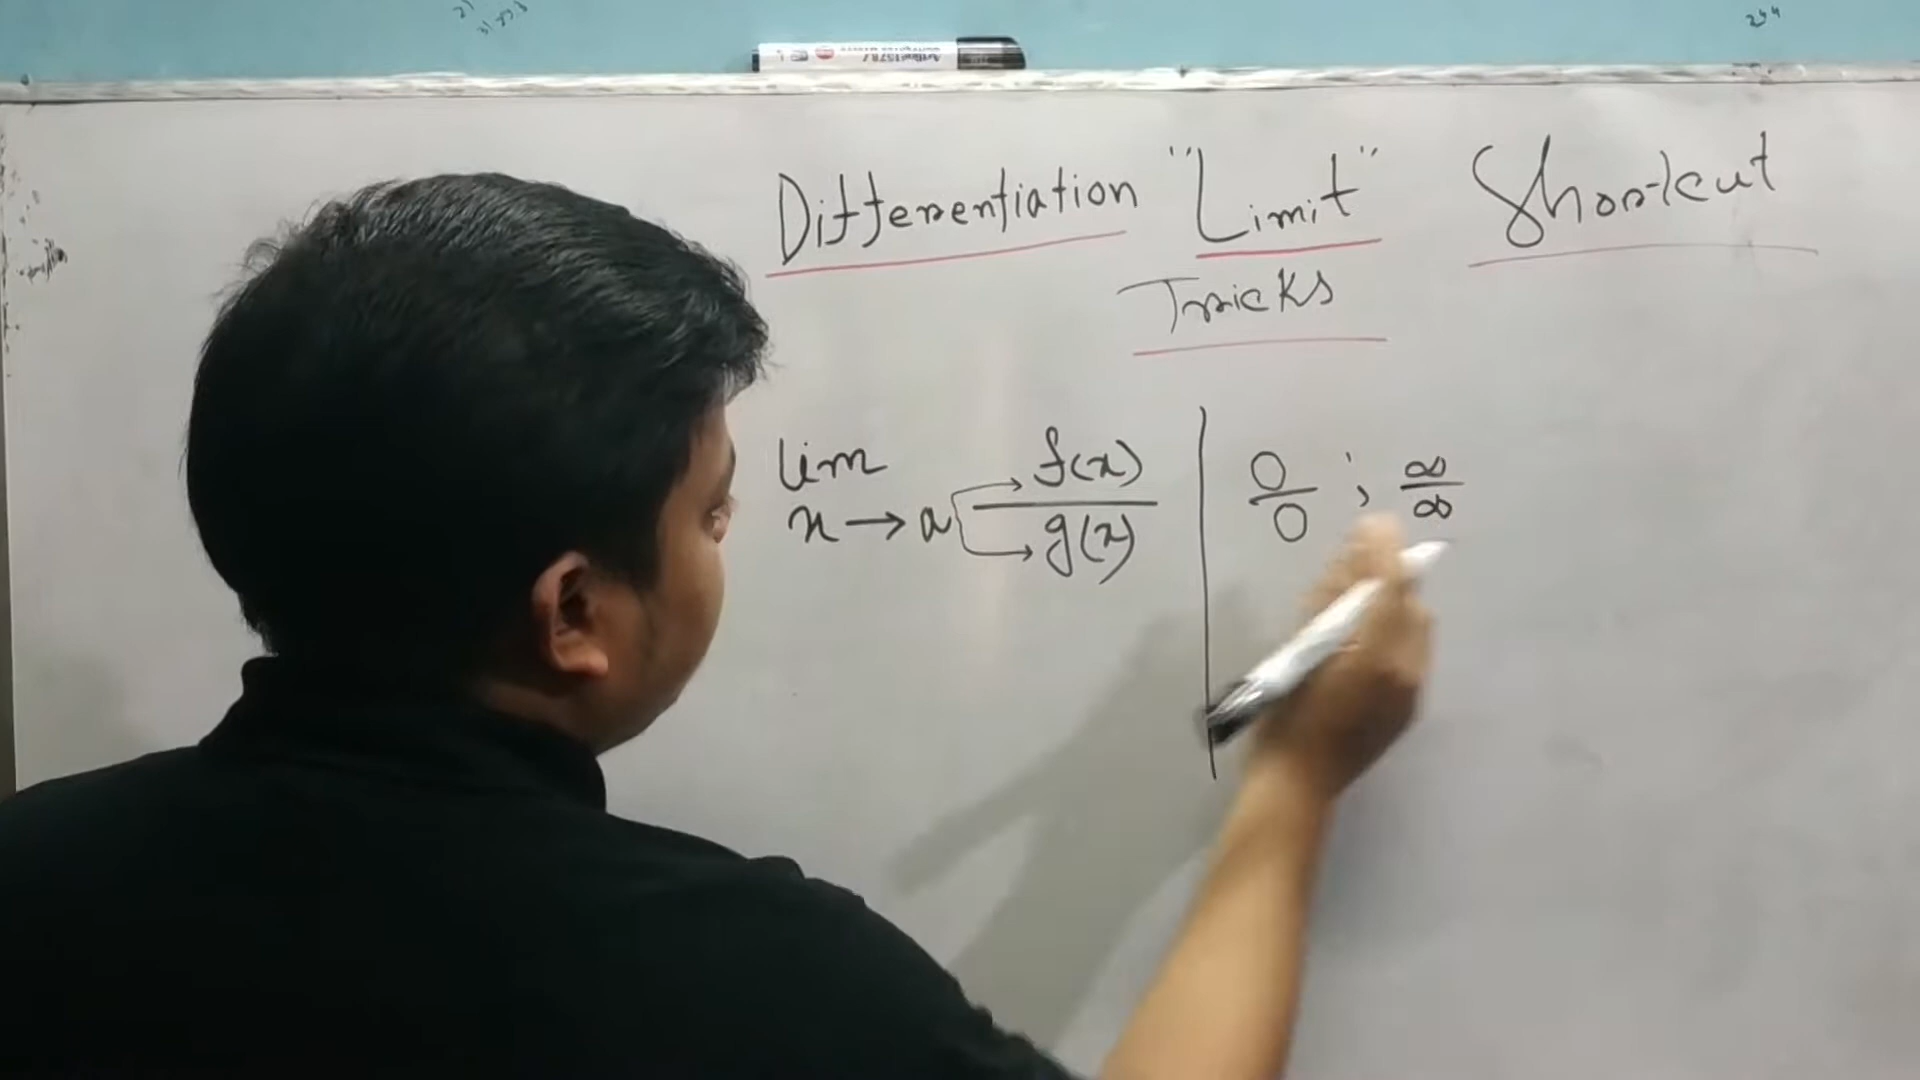 Differentiation "Limit" Shortcut
Tricks
lim
x → a
f(x)
g(x)
0/0 ; ∞/∞